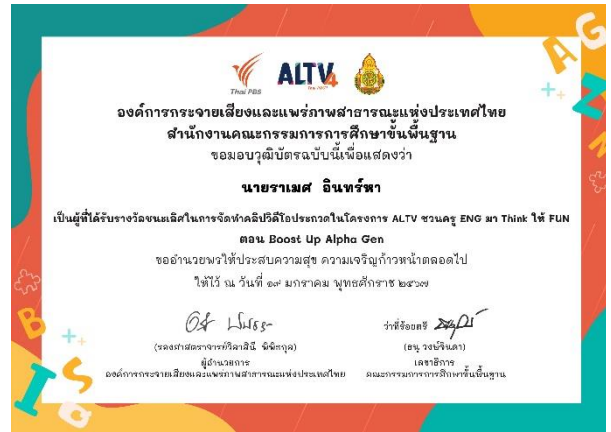 Thai PBS
ALTV 4
องค์การกระจายเสียงและแพร่ภาพสาธารณะแห่งประเทศไทย
สำนักงานคณะกรรมการการศึกษาขั้นพื้นฐาน
ขอมอบวุฒิบัตรฉบับนี้เพื่อแสดงว่า
นายราเมศ อินทร์หา
เป็นผู้ที่ได้รับรางวัลชนะเลิศในการจัดทำคลิปวิดีโอประกวดในโครงการ ALTV ชวนครู ENG มา Think ให้ FUN
ตอน Boost Up Alpha Gen
ขออำนวยพรให้ประสบความสุข ความเจริญก้าวหน้าตลอดไป
ให้ไว้ ณ วันที่ ๑๙ มกราคม พุทธศักราช ๒๕๖๗
ว่าที่ร้อยตรี
(รองศาสตราจารย์วิลาสินี พิพิธกุล)
(ธนุ วงษ์จินดา)
ผู้อำนวยการ
เลขาธิการ
องค์การกระจายเสียงและแพร่ภาพสาธารณะแห่งประเทศไทย
คณะกรรมการการศึกษาขั้นพื้นฐาน